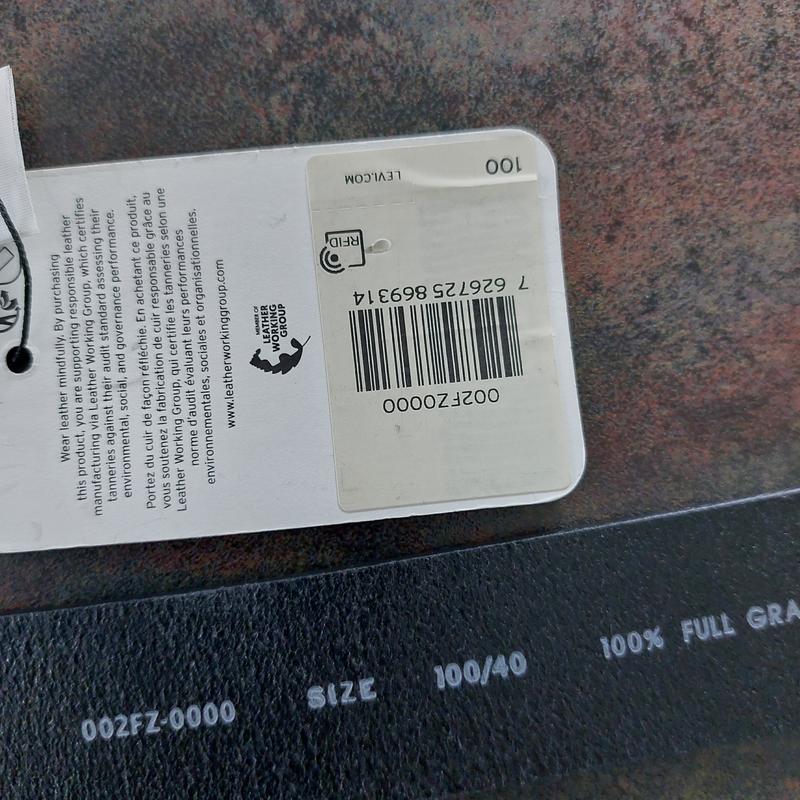 Wear leather mindfully. By purchasing
this product, you are supporting responsible leather
manufacturing via Leather Working Group, which certifies
tanneries against their audit standard assessing their
environmental, social, and governance performance.
Portez du cuir de façon réfléchie. En achetant ce produit,
vous soutenez la fabrication de cuir responsable grâce au
Leather Working Group, qui certifie les tanneries selon une
norme d'audit évaluant leurs performances
environnementales, sociales et organisationnelles.
www.leatherworkinggroup.com
MEMBER OF
LEATHER
WORKING
GROUP
002FZ0000
7 626725 869314
RFID
LEVI.COM
100
002FZ-0000 SIZE 100/40 100% FULL GRA